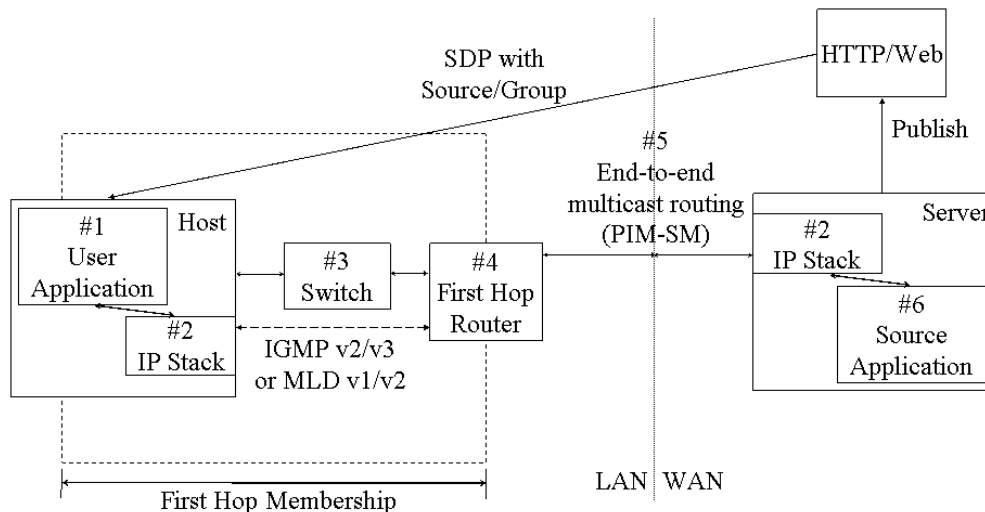 SDP with
Source/Group
HTTP/Web
Publish
#5
End-to-end
multicast routing
(PIM-SM)
Host
#1
User
Application
#2
IP Stack
#3
Switch
#4
First Hop
Router
IGMP v2/v3
or MLD v1/v2
Server
#2
IP Stack
#6
Source
Application
LAN
WAN
First Hop Membership